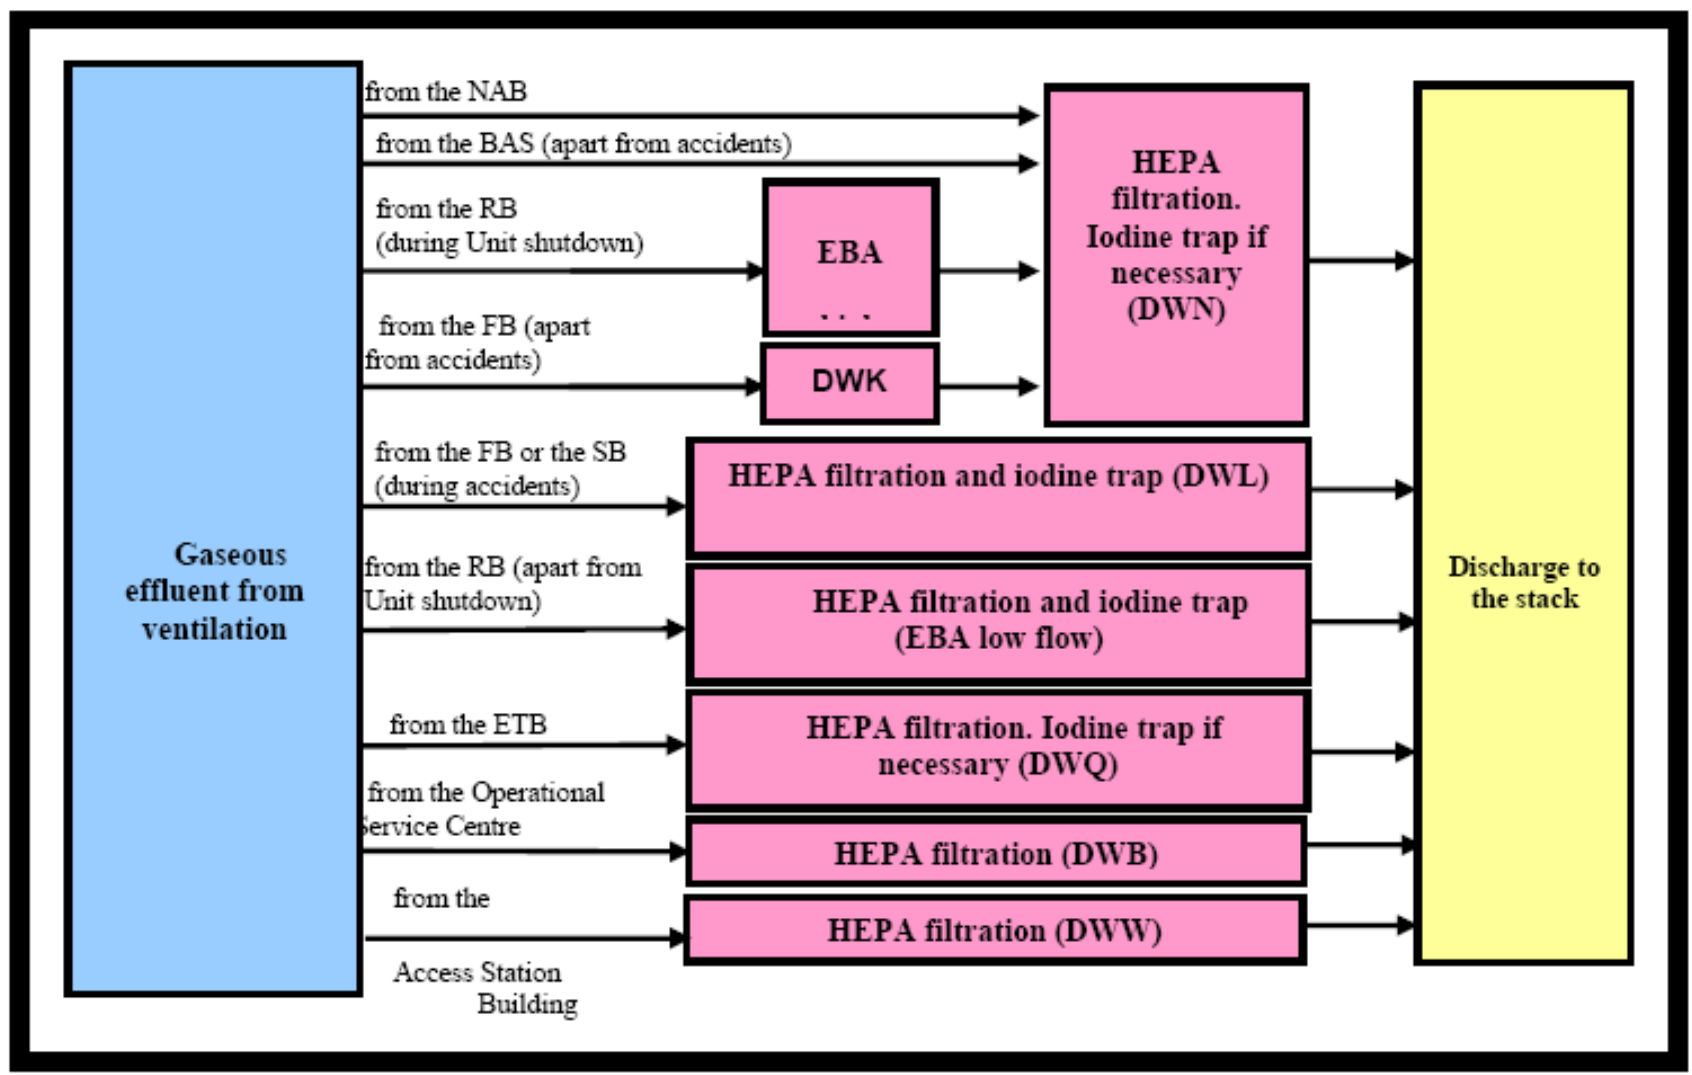 from the NAB
from the BAS (apart from accidents)
from the RB
(during Unit shutdown)
EBA
HEPA
filtration.
Iodine trap if
necessary
(DWN)
from the FB (apart
from accidents)
DWK
from the FB or the SB
(during accidents)
HEPA filtration and iodine trap (DWL)
Gaseous
effluent from
ventilation
from the RB (apart from
Unit shutdown)
HEPA filtration and iodine trap
(EBA low flow)
Discharge to
the stack
from the ETB
HEPA filtration. Iodine trap if
necessary (DWQ)
from the Operational
Service Centre
HEPA filtration (DWB)
from the
Access Station
Building
HEPA filtration (DWW)